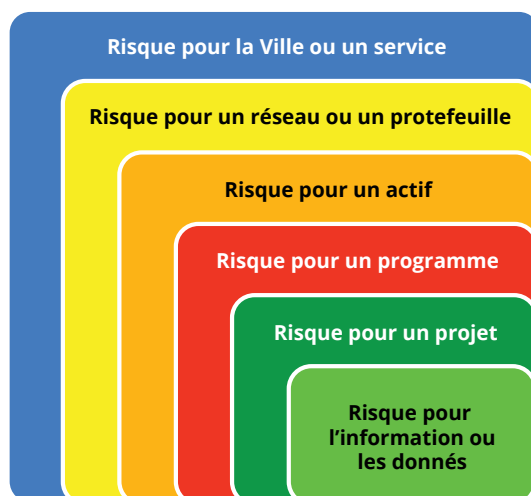 Risque pour la Ville ou un service
Risque pour un réseau ou un protefeuille
Risque pour un actif
Risque pour un programme
Risque pour un projet
Risque pour
l’information ou
les donnés